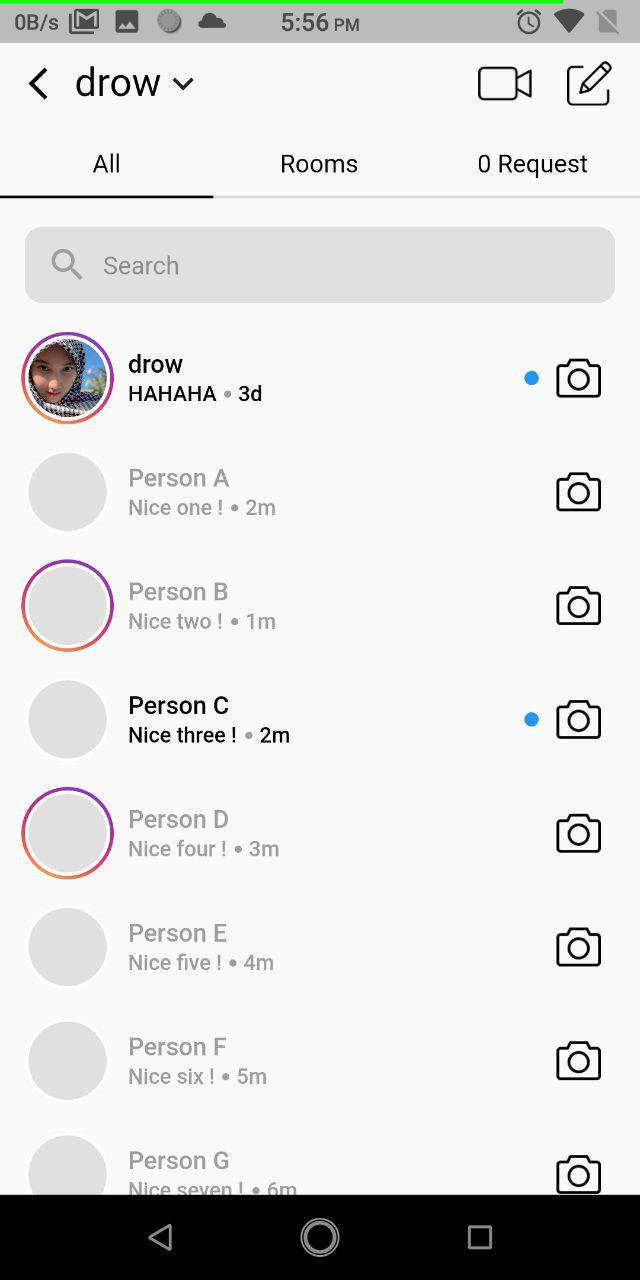 0B/s 5:56 PM
drow
All Rooms 0 Request
Search
drow
HAHAHA • 3d
Person A
Nice one ! • 2m
Person B
Nice two ! • 1m
Person C
Nice three ! • 2m
Person D
Nice four ! • 3m
Person E
Nice five ! • 4m
Person F
Nice six ! • 5m
Person G
Nice seven ! • 6m